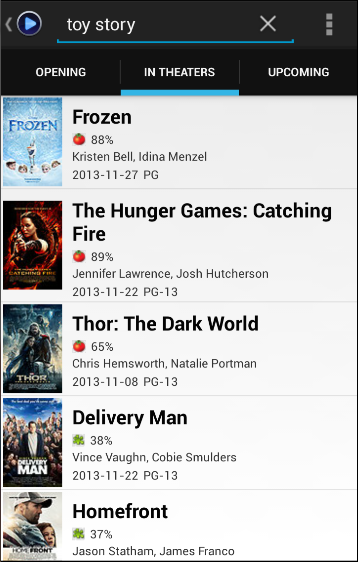 toy story
OPENING
IN THEATERS
UPCOMING
FROZEN
Frozen
88%
Kristen Bell, Idina Menzel
2013-11-27 PG
CATCHING FIRE
The Hunger Games: Catching
Fire
89%
Jennifer Lawrence, Josh Hutcherson
2013-11-22 PG-13
THOR
Thor: The Dark World
65%
Chris Hemsworth, Natalie Portman
2013-11-08 PG-13
DELIVERY
MAN
Delivery Man
38%
Vince Vaughn, Cobie Smulders
2013-11-22 PG-13
HOMEFRONT
Homefront
37%
Jason Statham, James Franco